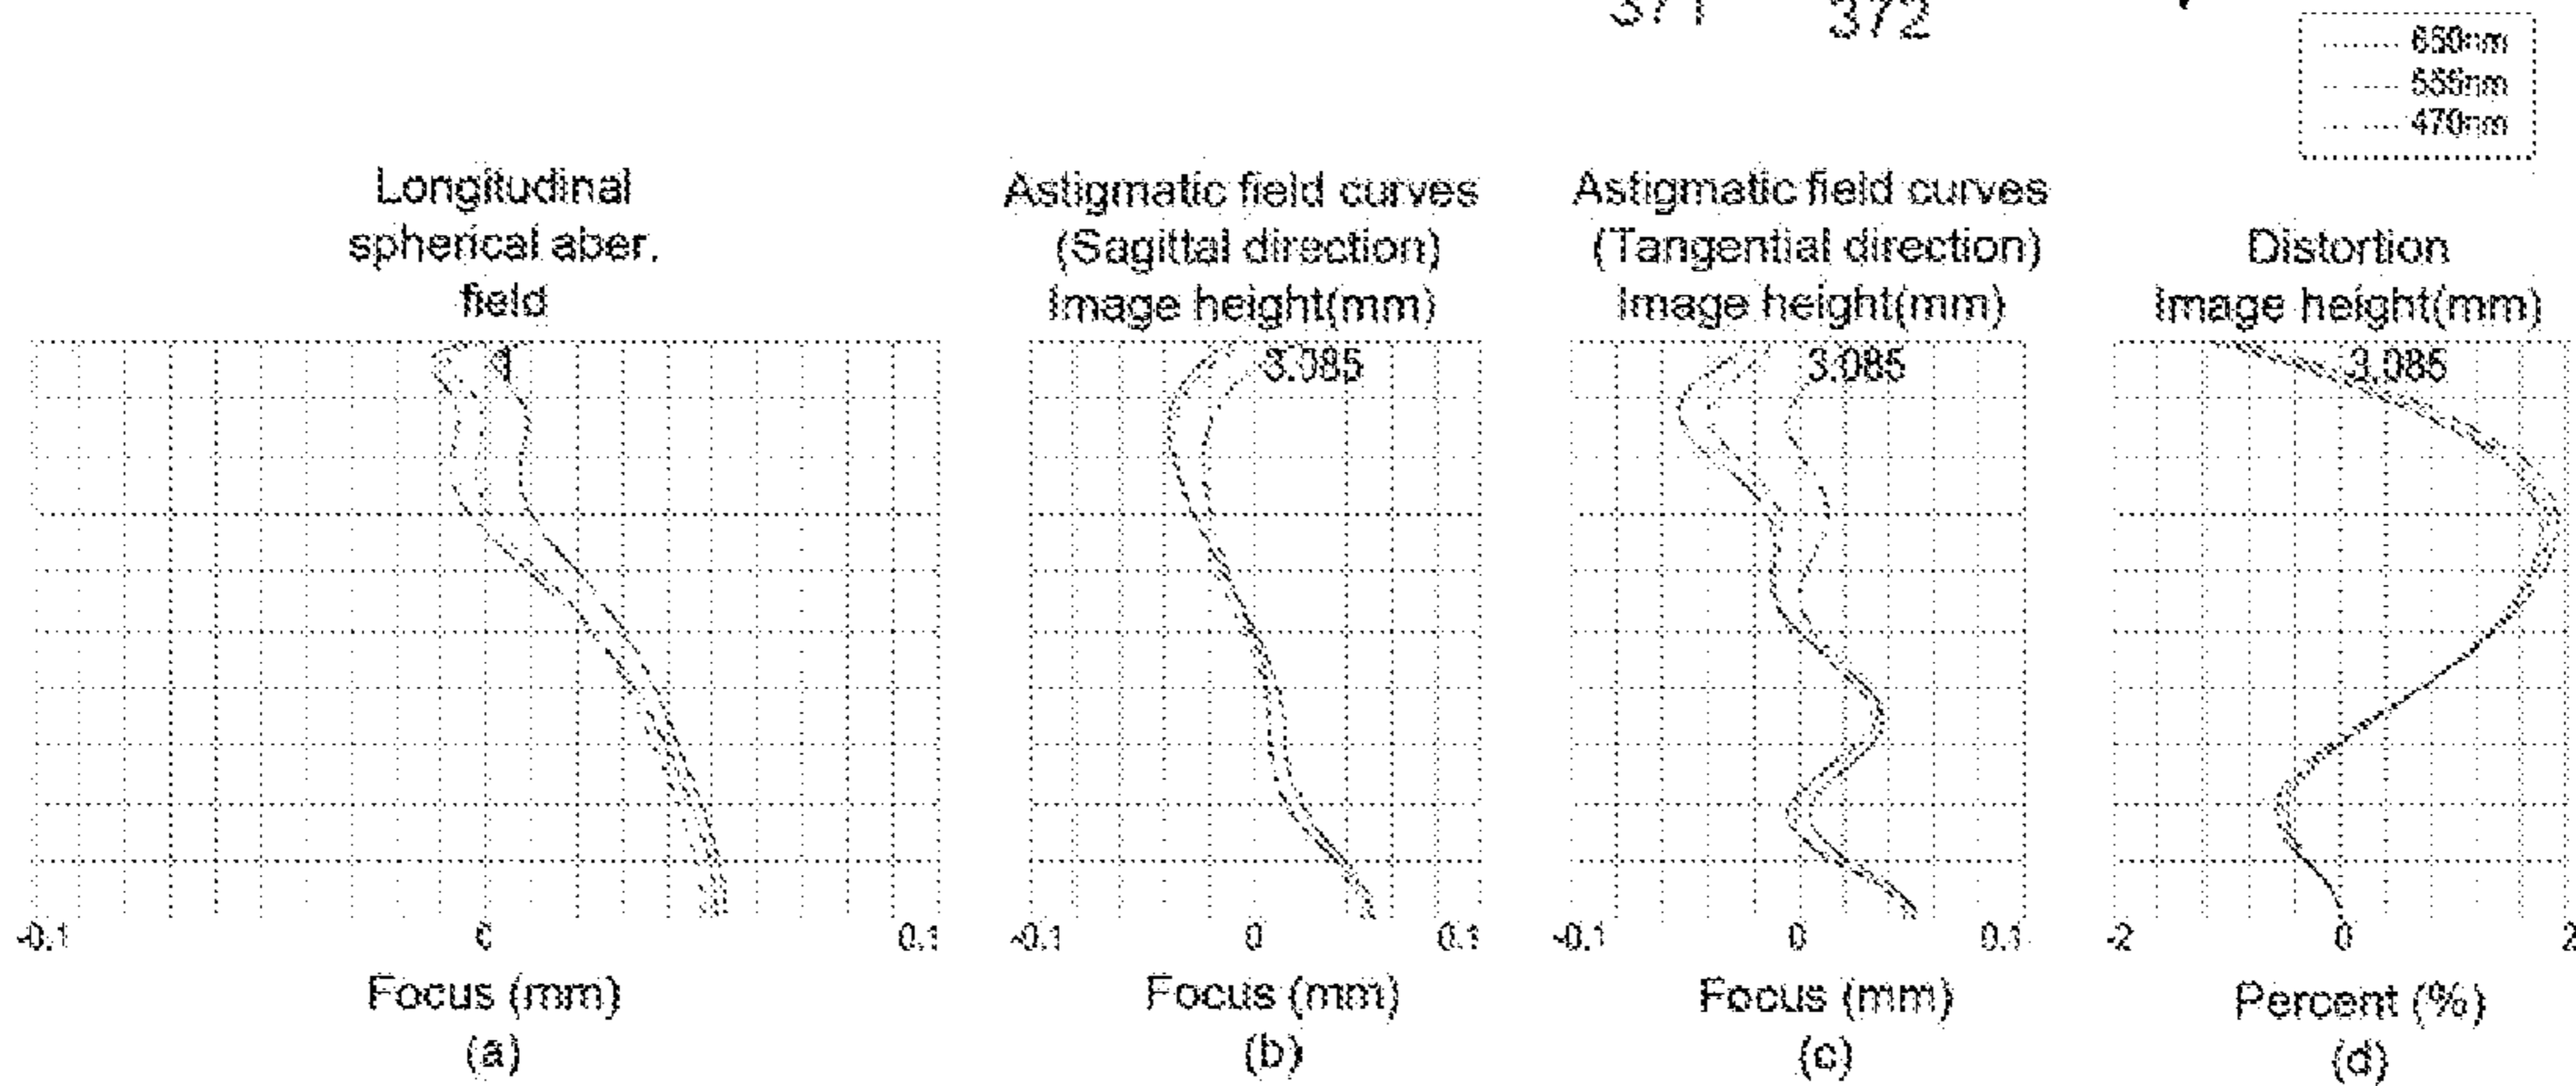 371 372
650nm
555nm
470nm
Longitudinal
spherical aber.
field
Astigmatic field curves
(Sagittal direction)
Image height(mm)
Astigmatic field curves
(Tangential direction)
Image height(mm)
Distortion
Image height(mm)
1
3.085
3.085
3.085
-0.1 0 0.1
-0.1 0 0.1
-0.1 0 0.1
-2 0 2
Focus (mm)
(a)
Focus (mm)
(b)
Focus (mm)
(c)
Percent (%)
(d)